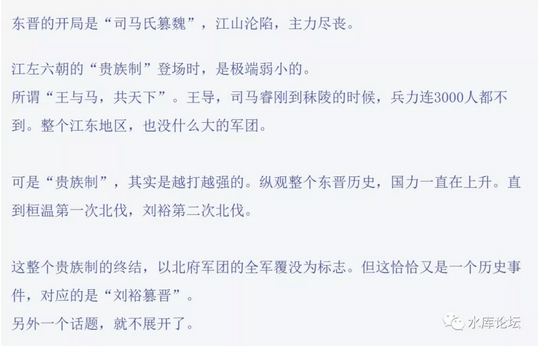 东晋的开局是“司马氏篡魏”，江山沦陷，主力尽丧。
江左六朝的“贵族制”登场时，是极端弱小的。
所谓“王与马，共天下”。王导，司马睿刚到秣陵的时候，兵力连3000人都不
到。整个江东地区，也没什么大的军团。
可是“贵族制”，其实是越打越强的。纵观整个东晋历史，国力一直在上升。直
到桓温第一次北伐，刘裕第二次北伐。
这整个贵族制的终结，以北府军团的全军覆没为标志。但这恰恰又是一个历史事
件，对应的是“刘裕篡晋”。
另外一个话题，就不展开了。
水库论坛